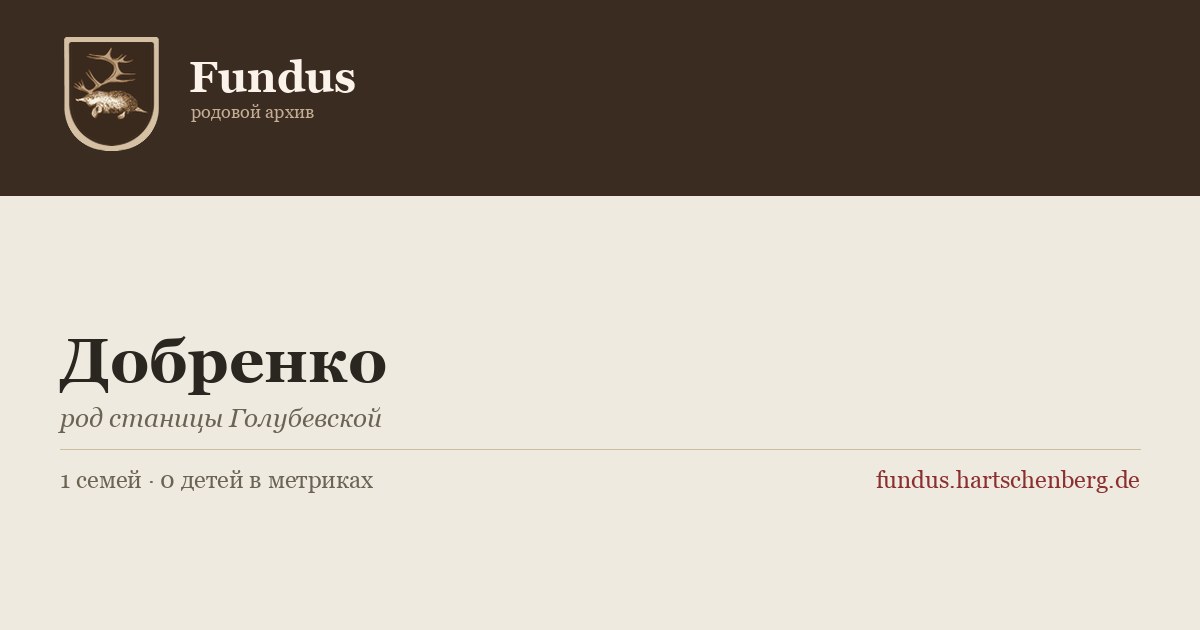 Fundus
родовой архив
Добренко
род станицы Голубевской
1 семей · 0 детей в метриках
fundus.hartschenberg.de